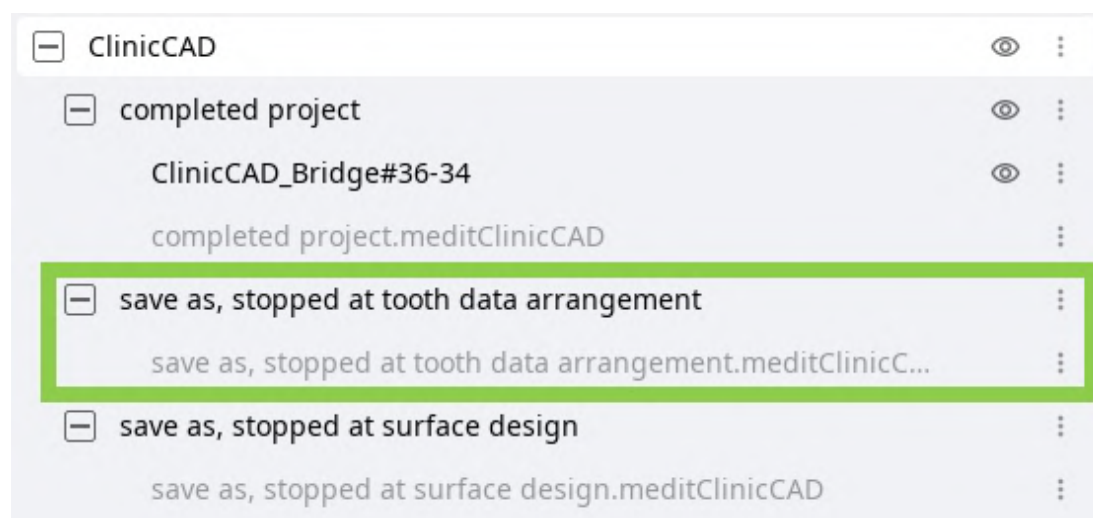 ClinicCAD
completed project
ClinicCAD_Bridge#36-34
completed project.meditClinicCAD
save as, stopped at tooth data arrangement
save as, stopped at tooth data arrangement.meditClinicC...
save as, stopped at surface design
save as, stopped at surface design.meditClinicCAD